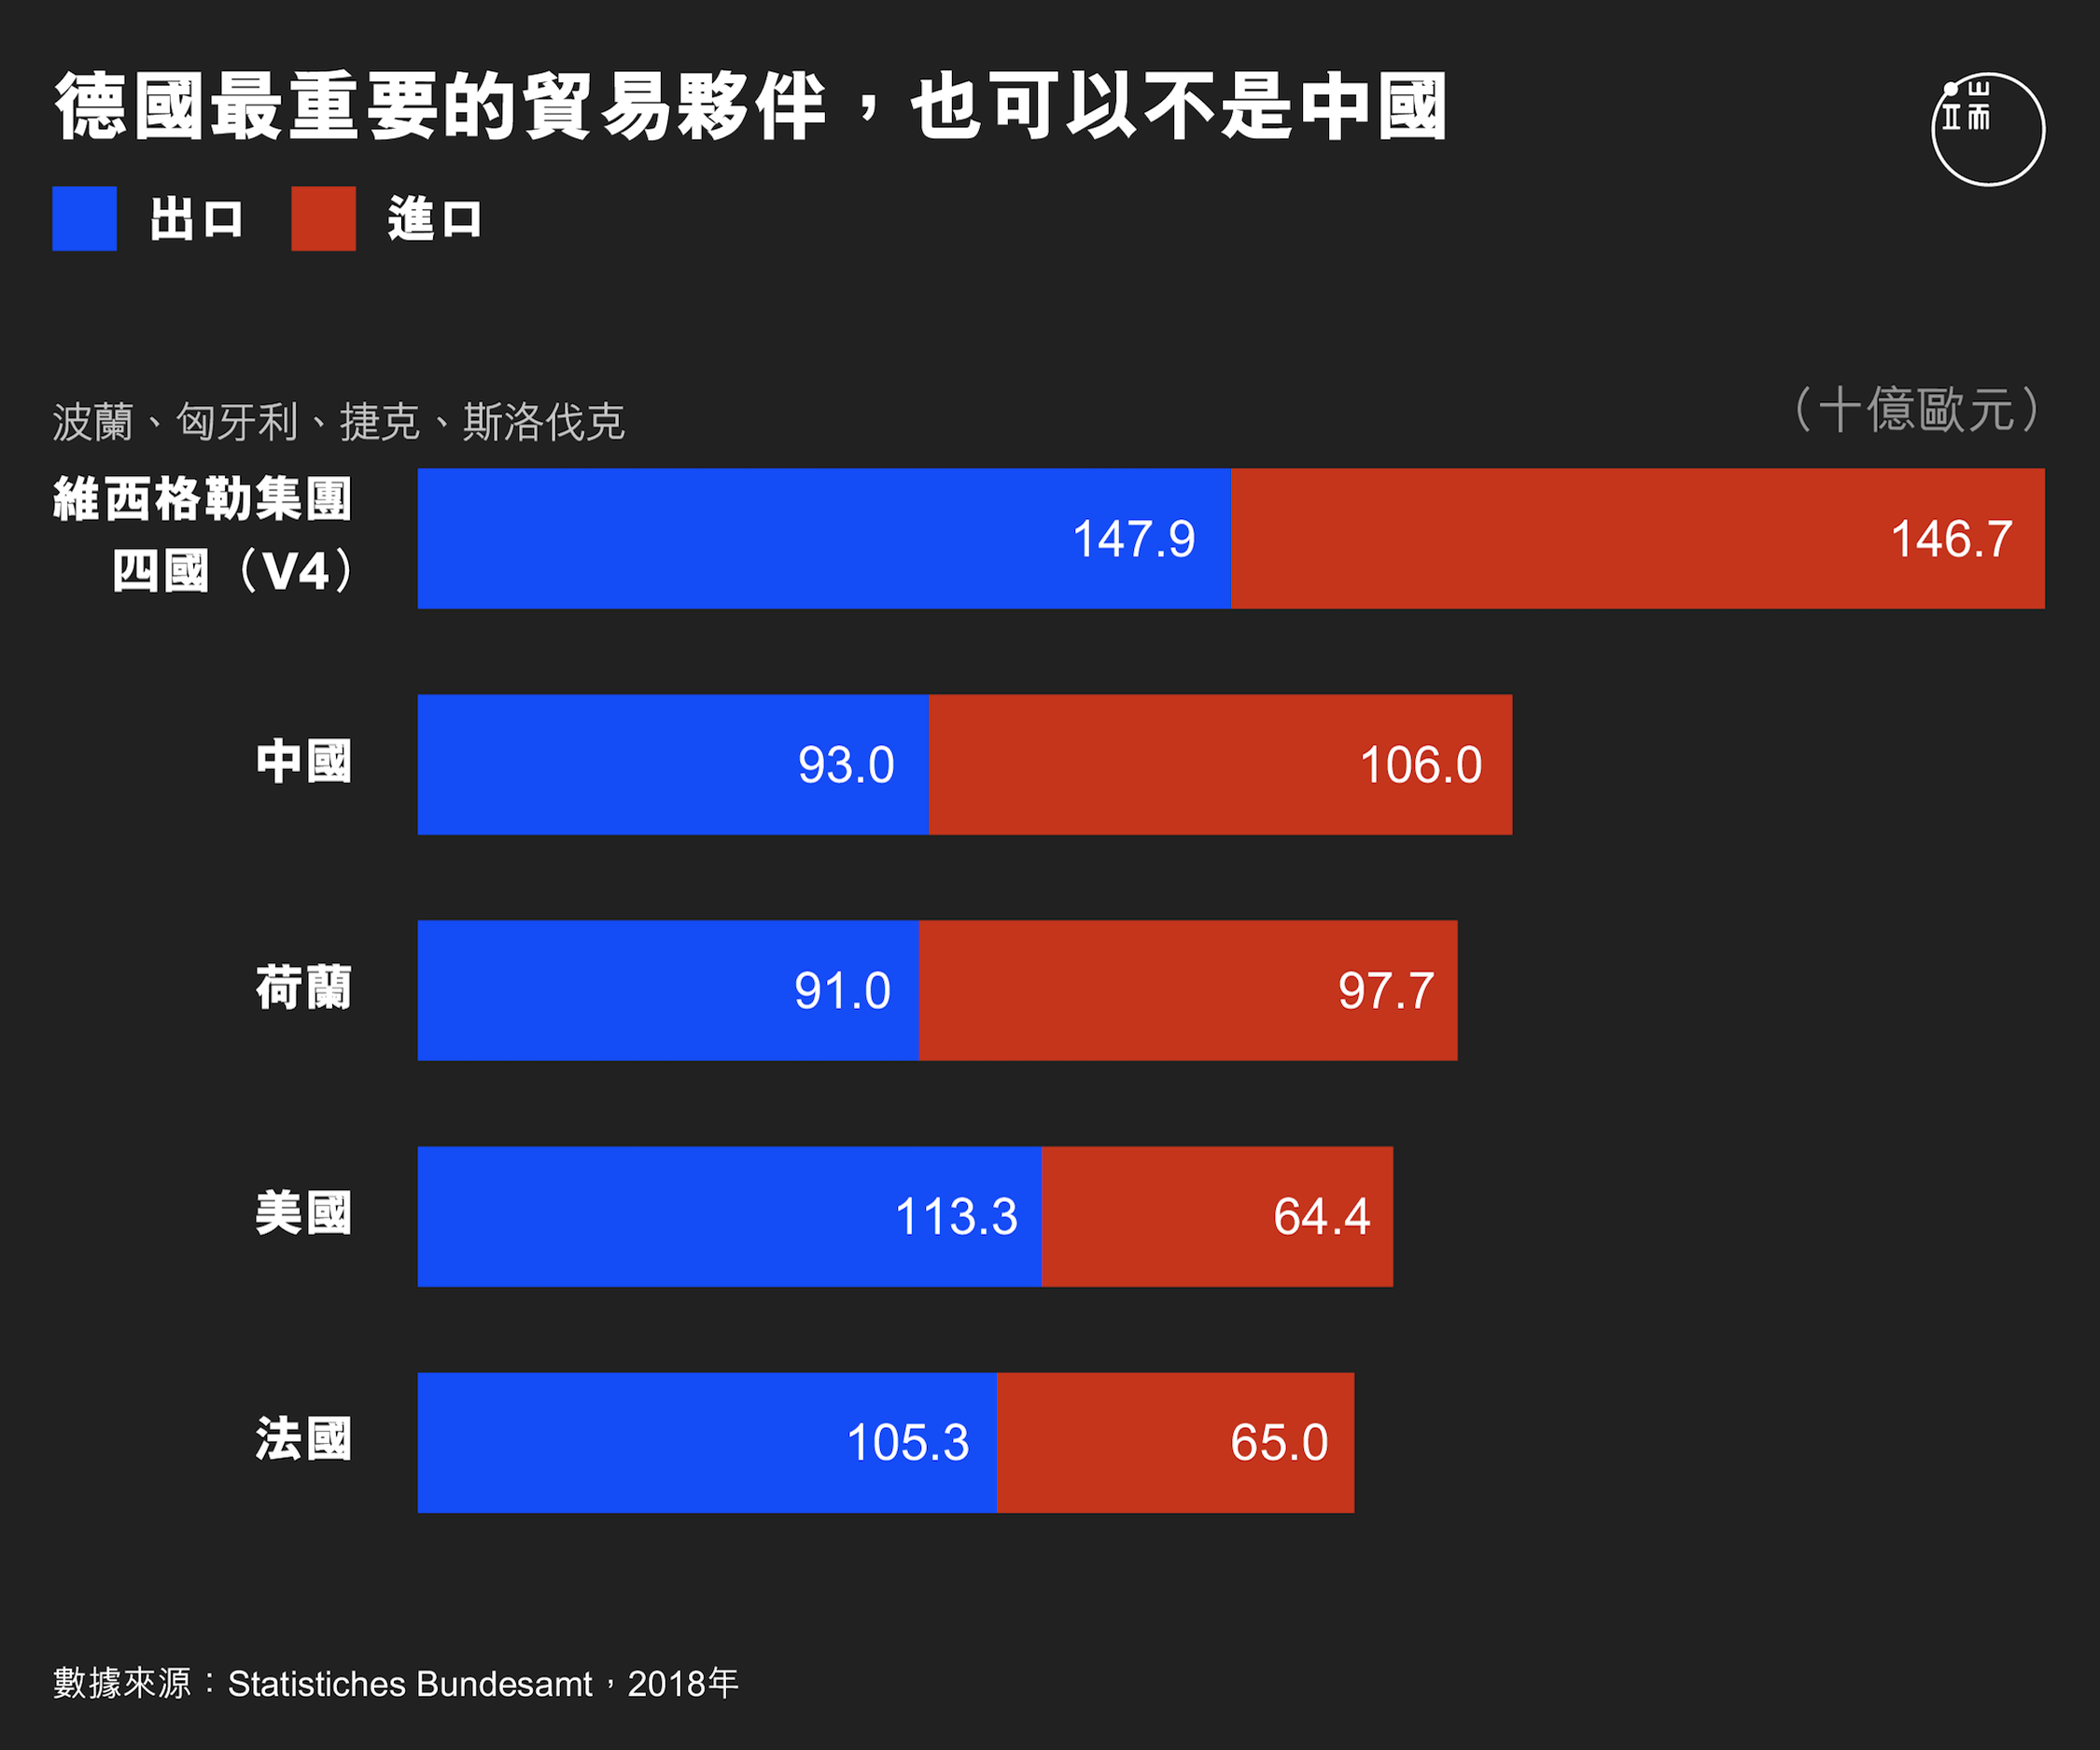 德國最重要的貿易夥伴，也可以不是中國
端
亞
出口 進口
波蘭、匈牙利、捷克、斯洛伐克
（十億歐元）
維西格勒集團
四國（V4）
147.9 146.7
中國 93.0 106.0
荷蘭 91.0 97.7
美國 113.3 64.4
法國 105.3 65.0
數據來源：Statistiches Bundesamt，2018年